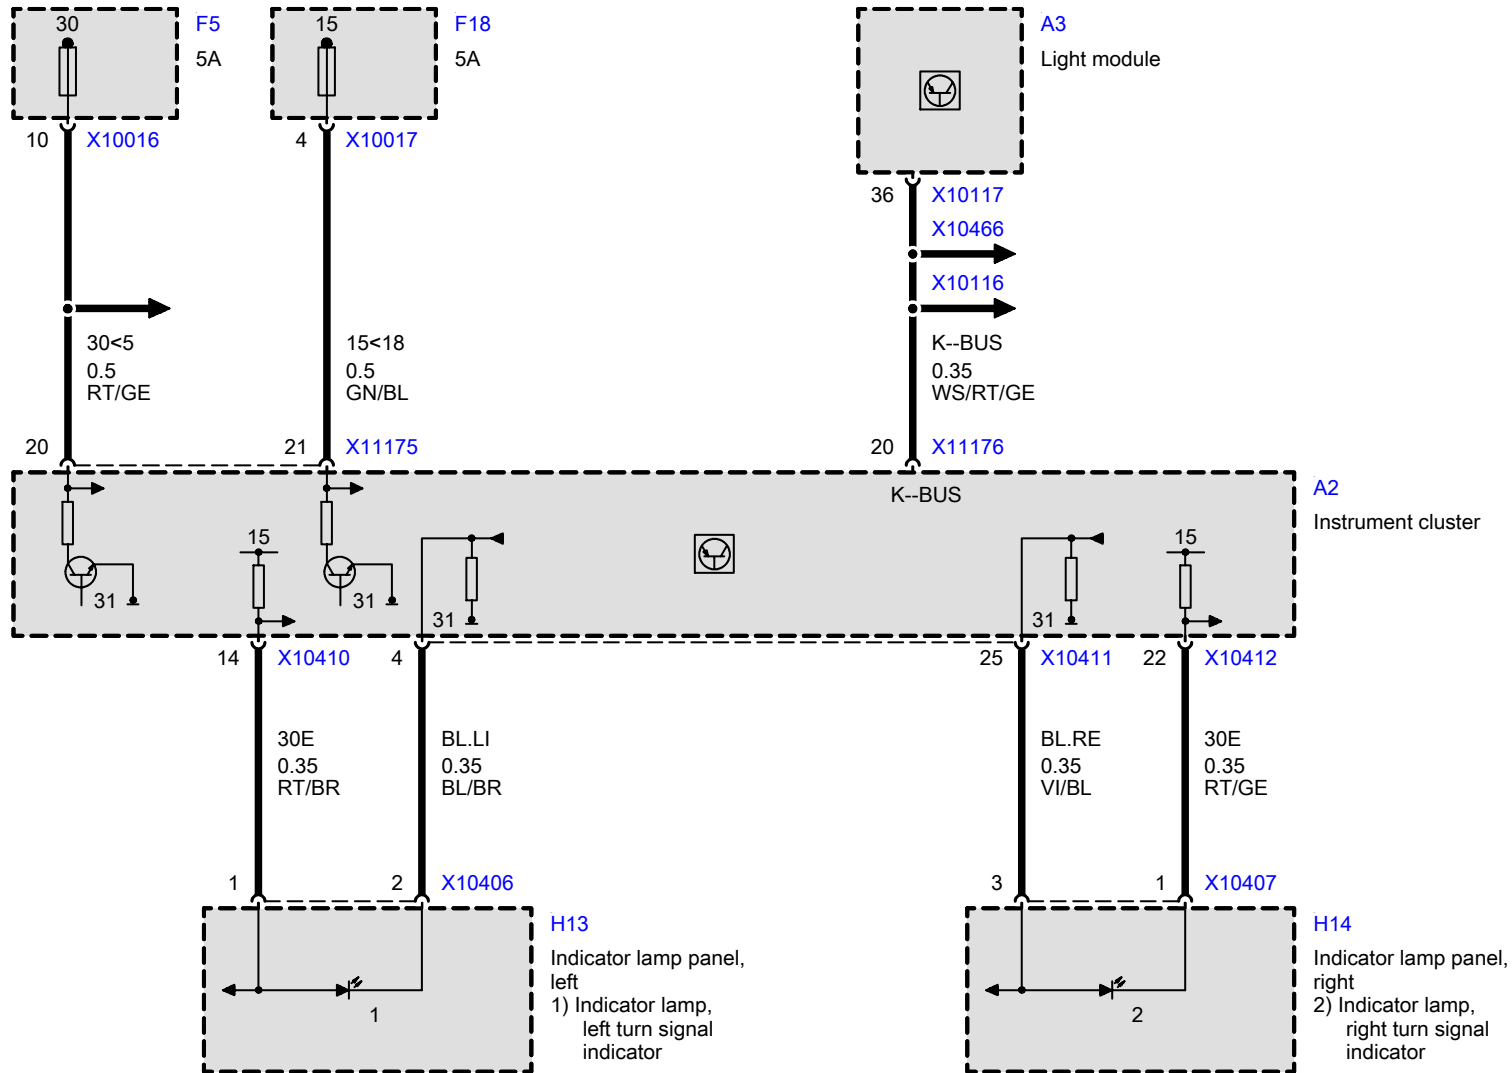 30 F5 15 F18 A3
5A 5A Light module
10 X10016 4 X10017
36 X10117
X10466
X10116
30<5 15<18 K--BUS
0.5 0.5 0.35
RT/GE GN/BL WS/RT/GE
20 21 X11175 20 X11176
K--BUS A2
Instrument cluster
15 15
31 31
31 31
14 X10410 4 25 X10411 22 X10412
30E BL.LI BL.RE 30E
0.35 0.35 0.35 0.35
RT/BR BL/BR VI/BL RT/GE
1 2 X10406 3 1 X10407
H13 H14
Indicator lamp panel, Indicator lamp panel,
left right
1) Indicator lamp, 2) Indicator lamp,
1 left turn signal 2 right turn signal
indicator indicator